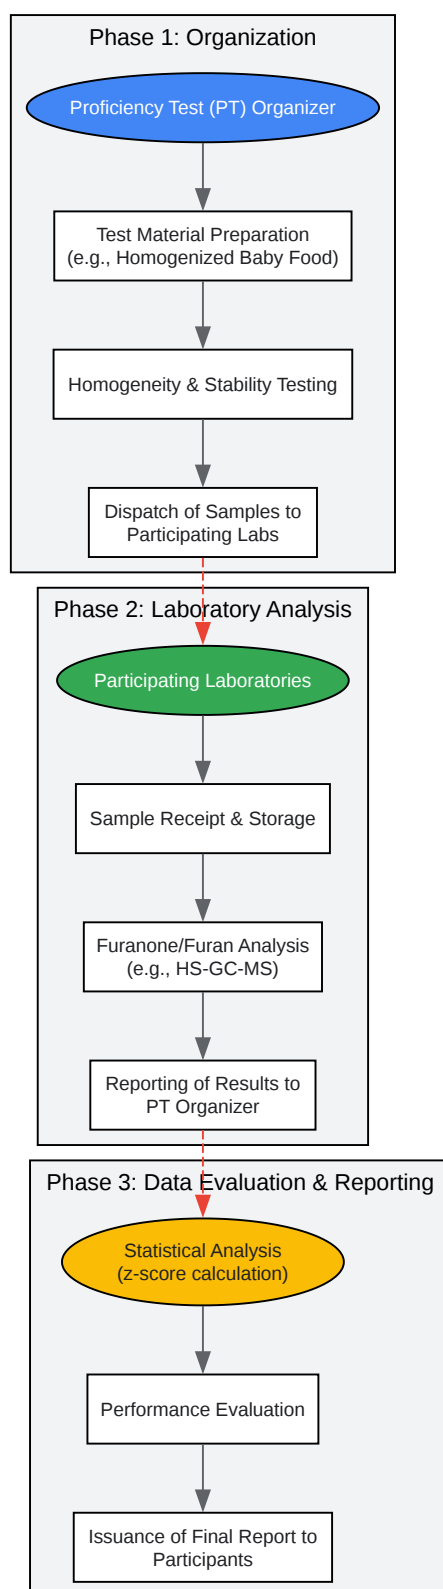 Phase 1: Organization
Proficiency Test (PT) Organizer
Test Material Preparation
(e.g., Homogenized Baby Food)
Homogeneity & Stability Testing
Dispatch of Samples to
Participating Labs
Phase 2: Laboratory Analysis
Participating Laboratories
Sample Receipt & Storage
Furanone/Furan Analysis
(e.g., HS-GC-MS)
Reporting of Results to
PT Organizer
Phase 3: Data Evaluation & Reporting
Statistical Analysis
(z-score calculation)
Performance Evaluation
Issuance of Final Report to
Participants